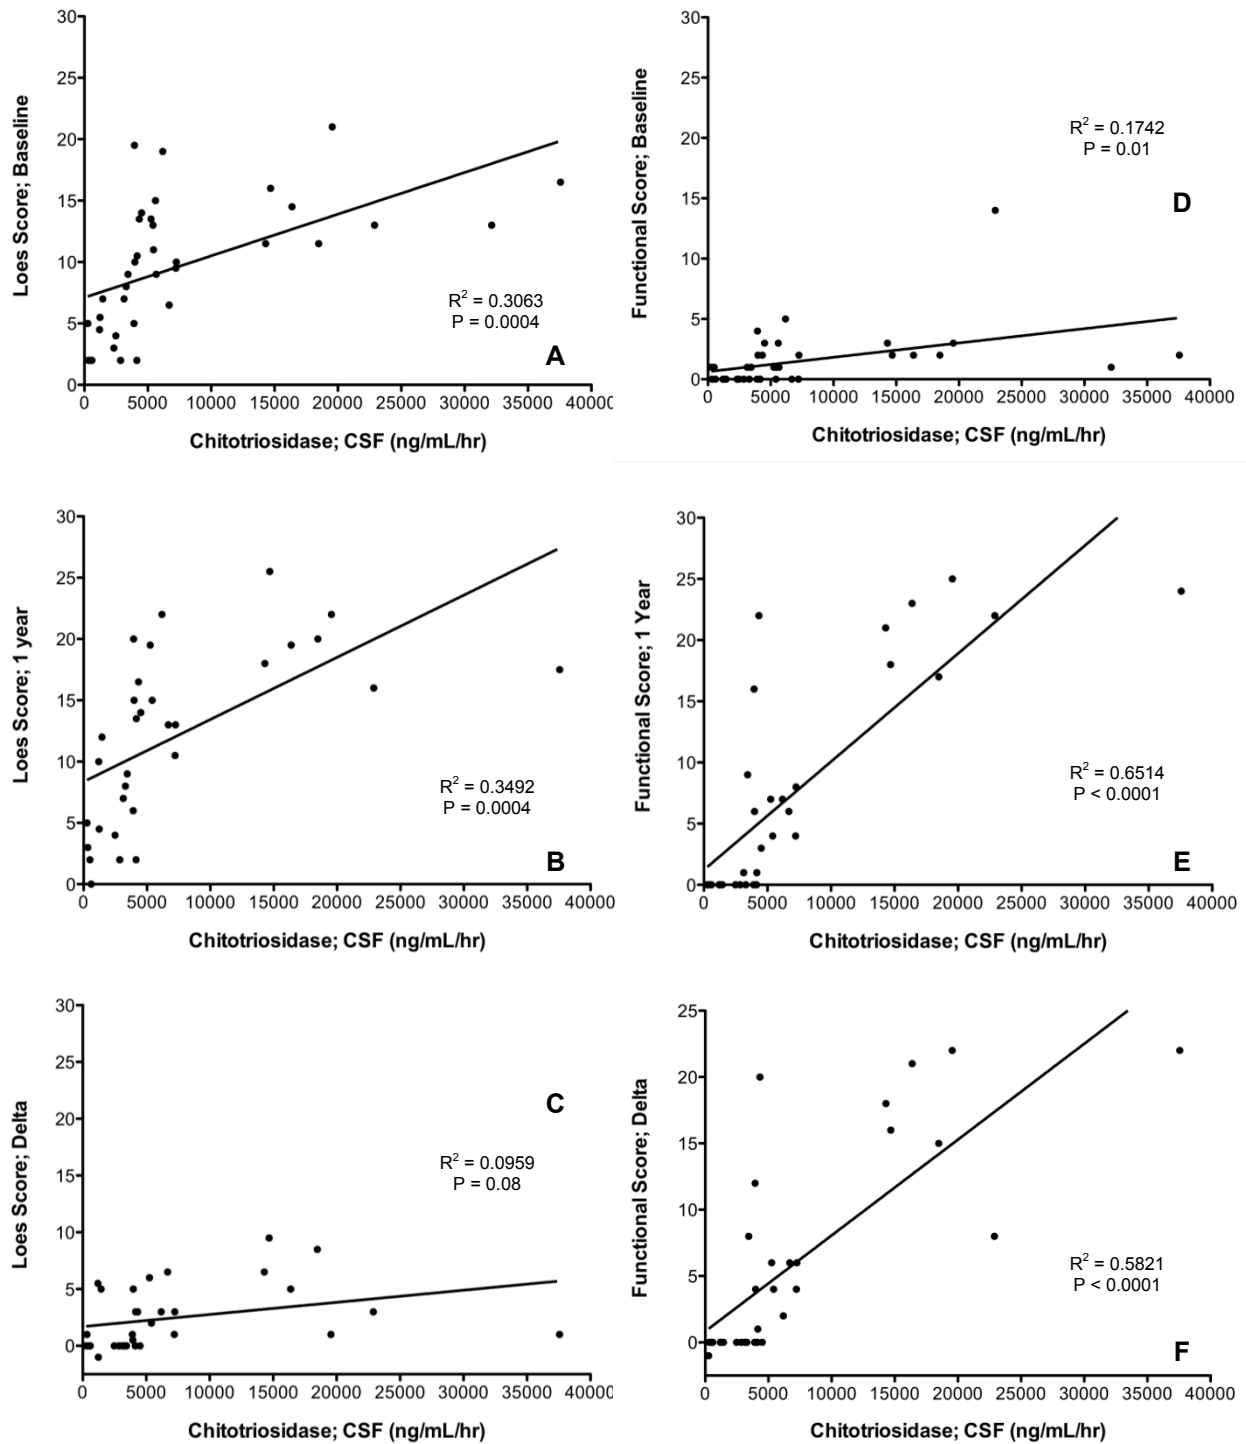 30
25
20
15
10
5
0
Loes Score; Baseline
R² = 0.3063
P = 0.0004
A
0 5000 10000 15000 20000 25000 30000 35000 40000
Chitotriosidase; CSF (ng/mL/hr)
30
25
20
15
10
5
0
Functional Score; Baseline
R² = 0.1742
P = 0.01
D
0 5000 10000 15000 20000 25000 30000 35000 40000
Chitotriosidase; CSF (ng/mL/hr)
30
25
20
15
10
5
0
Loes Score; 1 year
R² = 0.3492
P = 0.0004
B
0 5000 10000 15000 20000 25000 30000 35000 40000
Chitotriosidase; CSF (ng/mL/hr)
30
25
20
15
10
5
0
Functional Score; 1 Year
R² = 0.6514
P < 0.0001
E
0 5000 10000 15000 20000 25000 30000 35000 40000
Chitotriosidase; CSF (ng/mL/hr)
30
25
20
15
10
5
0
Loes Score; Delta
C
R² = 0.0959
P = 0.08
0 5000 10000 15000 20000 25000 30000 35000 40000
Chitotriosidase; CSF (ng/mL/hr)
25
20
15
10
5
0
Functional Score; Delta
R² = 0.5821
P < 0.0001
F
0 5000 10000 15000 20000 25000 30000 35000 40000
Chitotriosidase; CSF (ng/mL/hr)